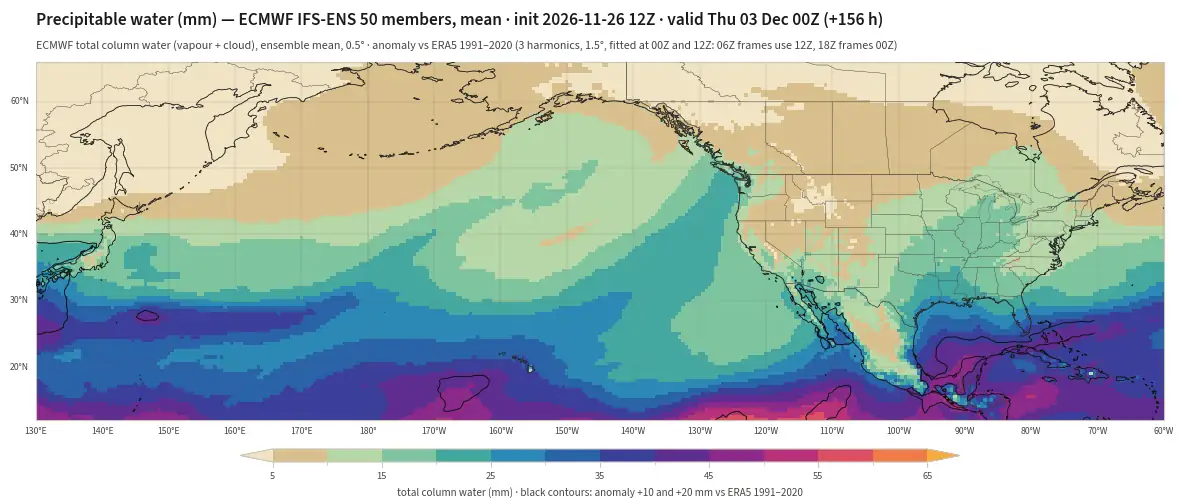 Precipitable water (mm) — ECMWF IFS-ENS 50 members, mean · init 2026-11-26 12Z · valid Thu 03 Dec 00Z (+156 h)
ECMWF total column water (vapour + cloud), ensemble mean, 0.5° · anomaly vs ERA5 1991–2020 (3 harmonics, 1.5°, fitted at 00Z and 12Z: 06Z frames use 12Z, 18Z frames 00Z)
60°N
50°N
40°N
30°N
20°N
130°E 140°E 150°E 160°E 170°E 180° 170°W 160°W 150°W 140°W 130°W 120°W 110°W 100°W 90°W 80°W 70°W 60°W
5 15 25 35 45 55 65
total column water (mm) · black contours: anomaly +10 and +20 mm vs ERA5 1991–2020